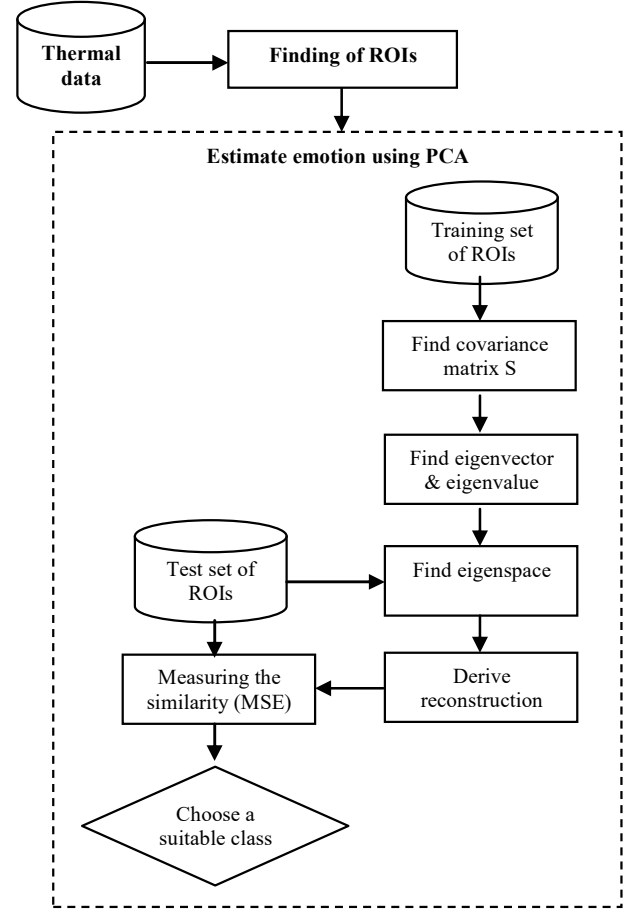 Thermal
data
Finding of ROIs
Estimate emotion using PCA
Training set
of ROIs
Find covariance
matrix S
Find eigenvector
& eigenvalue
Test set of
ROIs
Find eigenspace
Measuring the
similarity (MSE)
Derive
reconstruction
Choose a
suitable class